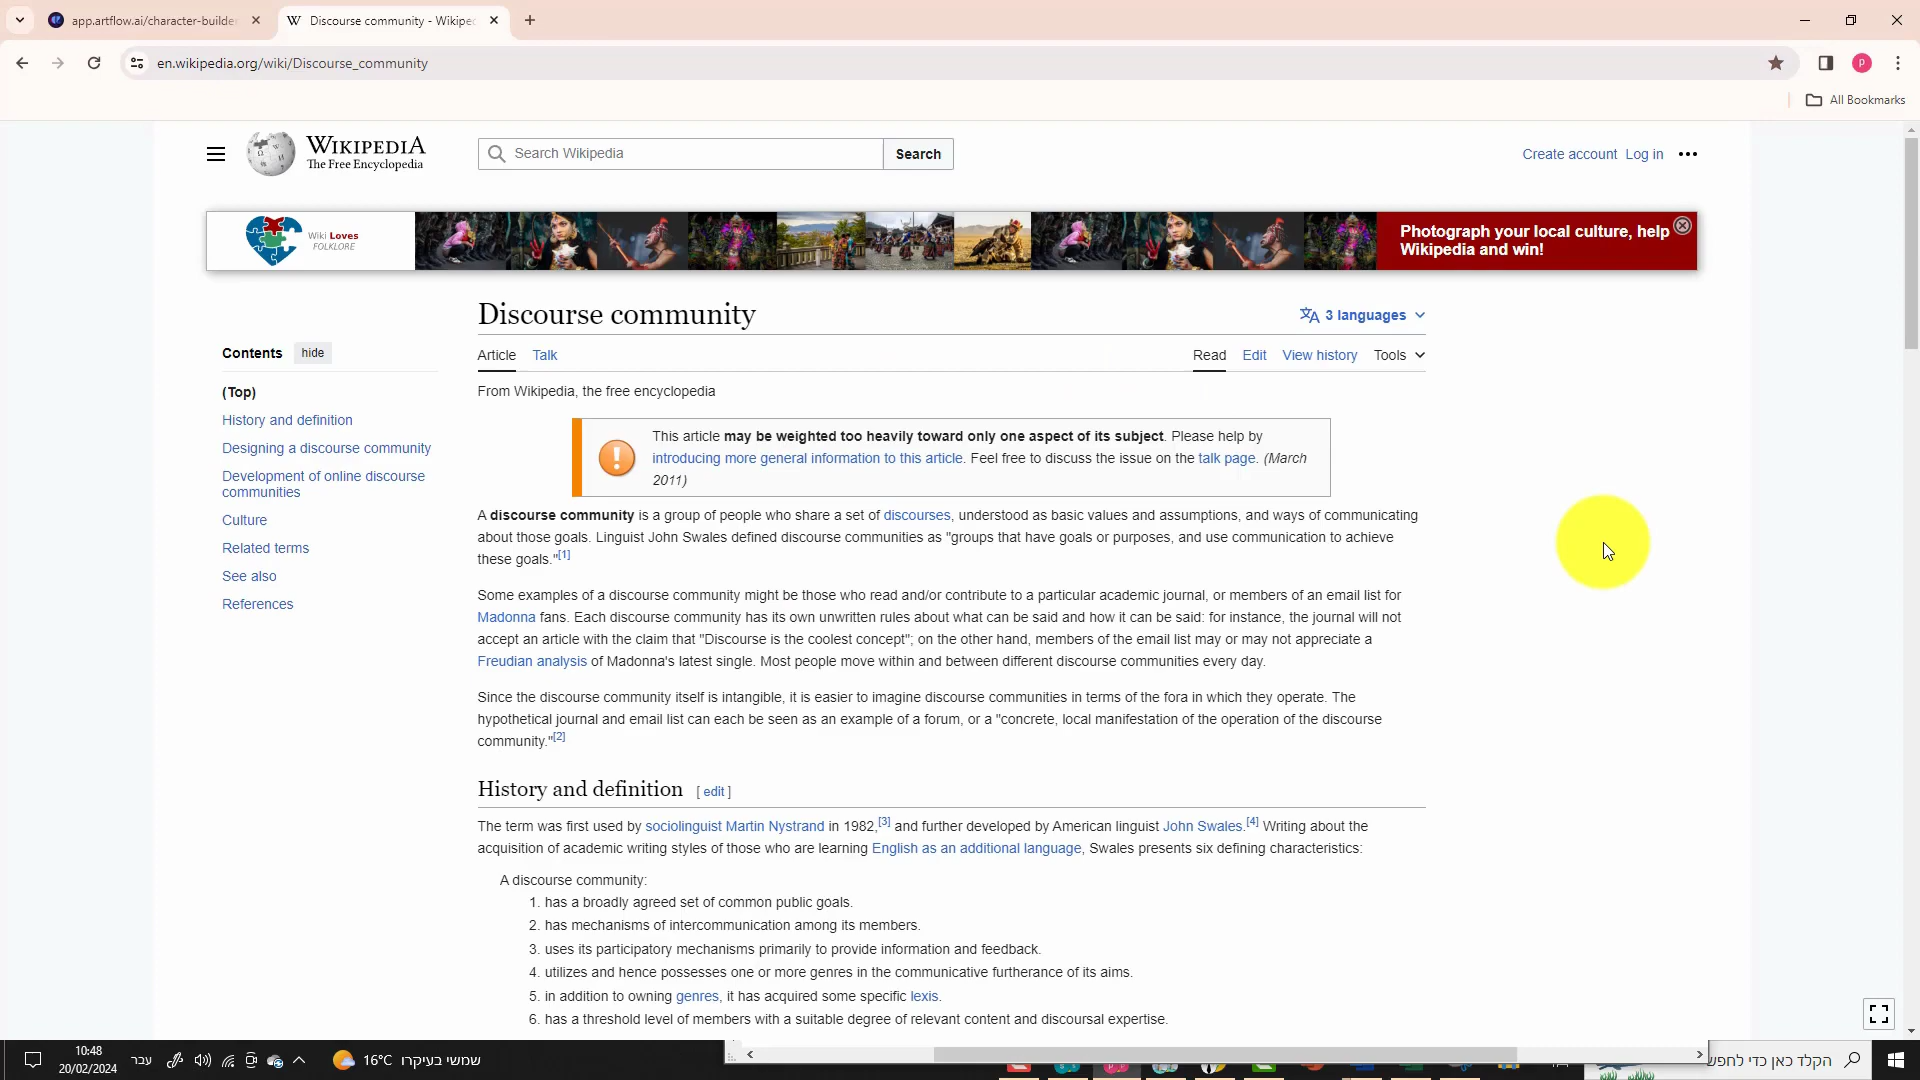 app.artflow.ai/character-builder
Discourse community - Wikipe
en.wikipedia.org/wiki/Discourse_community
P
All Bookmarks
WIKIPEDIA
The Free Encyclopedia
Search Wikipedia
Search
Create account Log in
Wiki Loves
FOLKLORE
Photograph your local culture, help
Wikipedia and win!
Discourse community
3 languages
Contents hide
Article Talk
Read Edit View history Tools
(Top)
From Wikipedia, the free encyclopedia
History and definition
Designing a discourse community
Development of online discourse
communities
Culture
Related terms
See also
References
This article may be weighted too heavily toward only one aspect of its subject. Please help by
introducing more general information to this article. Feel free to discuss the issue on the talk page. (March
2011)
A discourse community is a group of people who share a set of discourses, understood as basic values and assumptions, and ways of communicating
about those goals. Linguist John Swales defined discourse communities as "groups that have goals or purposes, and use communication to achieve
these goals."[1]
Some examples of a discourse community might be those who read and/or contribute to a particular academic journal, or members of an email list for
Madonna fans. Each discourse community has its own unwritten rules about what can be said and how it can be said: for instance, the journal will not
accept an article with the claim that "Discourse is the coolest concept"; on the other hand, members of the email list may or may not appreciate a
Freudian analysis of Madonna's latest single. Most people move within and between different discourse communities every day.
Since the discourse community itself is intangible, it is easier to imagine discourse communities in terms of the fora in which they operate. The
hypothetical journal and email list can each be seen as an example of a forum, or a "concrete, local manifestation of the operation of the discourse
community."[2]
History and definition [ edit ]
The term was first used by sociolinguist Martin Nystrand in 1982,[3] and further developed by American linguist John Swales.[4] Writing about the
acquisition of academic writing styles of those who are learning English as an additional language, Swales presents six defining characteristics:
A discourse community:
1. has a broadly agreed set of common public goals.
2. has mechanisms of intercommunication among its members.
3. uses its participatory mechanisms primarily to provide information and feedback.
4. utilizes and hence possesses one or more genres in the communicative furtherance of its aims.
5. in addition to owning genres, it has acquired some specific lexis.
6. has a threshold level of members with a suitable degree of relevant content and discoursal expertise.
10:48
20/02/2024
עבר
16°C שמשי בעיקרו
הקלד כאן כדי לחפש